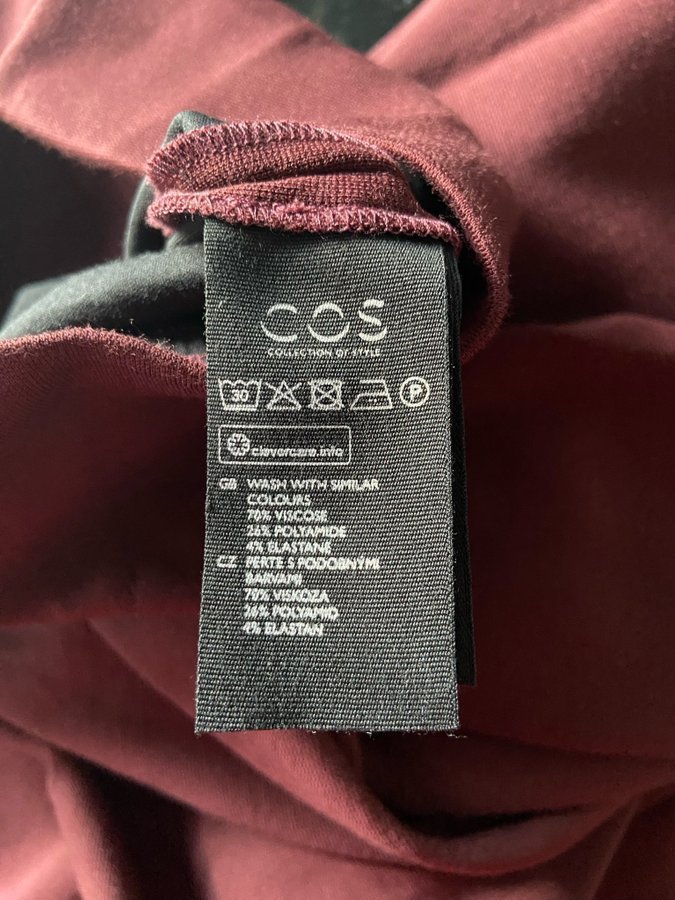 COS
COLLECTION OF STYLE
30 P
clevercare.info
GB WASH WITH SIMILAR
COLOURS
70% VISCOSE
26% POLYAMIDE
4% ELASTANE
CZ PERTE S PODOBNÝMI
BARVAMI
70% VISKÓZA
26% POLYAMID
4% ELASTAN